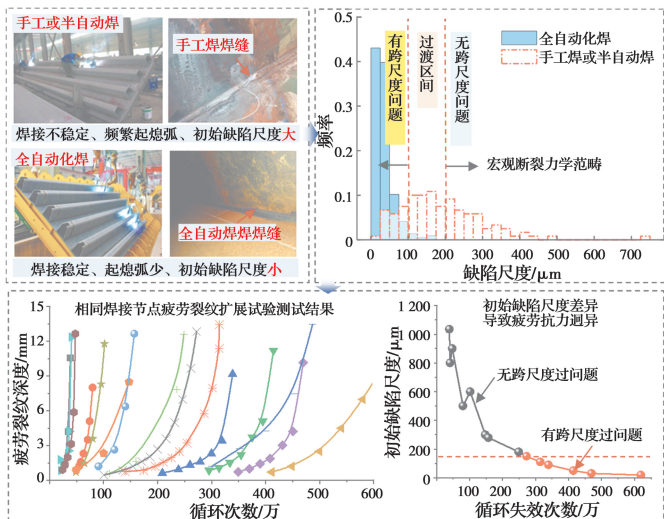 手工或半自动焊
手工焊焊缝
焊接不稳定、频繁起熄弧、初始缺陷尺度大
全自动化焊
全自动焊焊焊缝
焊接稳定、起熄弧少、初始缺陷尺度小
频率
0.5
0.4
0.2
0.1
0
有跨尺度问题
过渡区间
无跨尺度问题
全自动化焊
手工焊或半自动焊
宏观断裂力学范畴
0 100 200 300 400 500 600 700
缺陷尺度/μm
相同焊接节点疲劳裂纹扩展试验测试结果
疲劳裂纹深度/mm
15
12
9
6
3
0
0 100 200 300 400 500 600
循环次数/万
初始缺陷尺度差异
导致疲劳抗力迥异
初始缺陷尺度/μm
1 200
1 000
800
600
400
200
0
无跨尺度过问题
有跨尺度过问题
100 200 300 400 500 600
循环失效次数/万